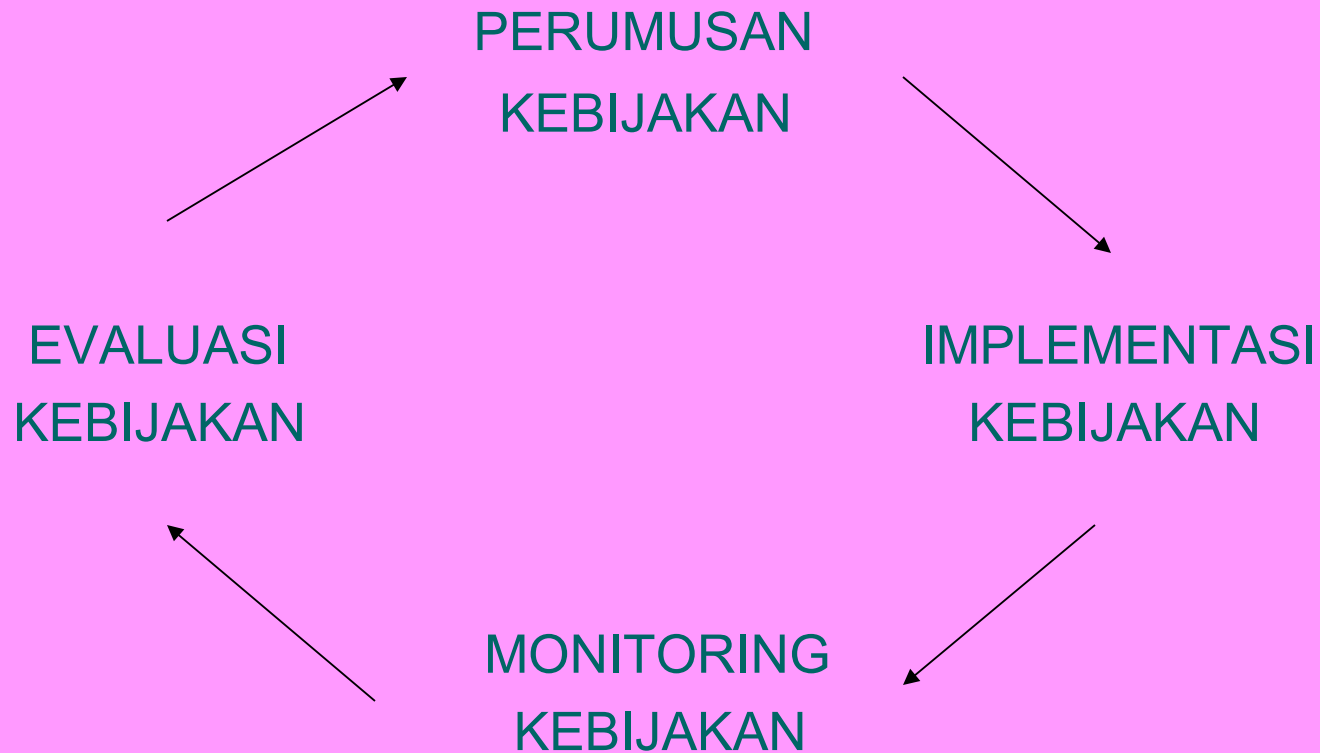 PERUMUSAN
KEBIJAKAN
EVALUASI
KEBIJAKAN
IMPLEMENTASI
KEBIJAKAN
MONITORING
KEBIJAKAN